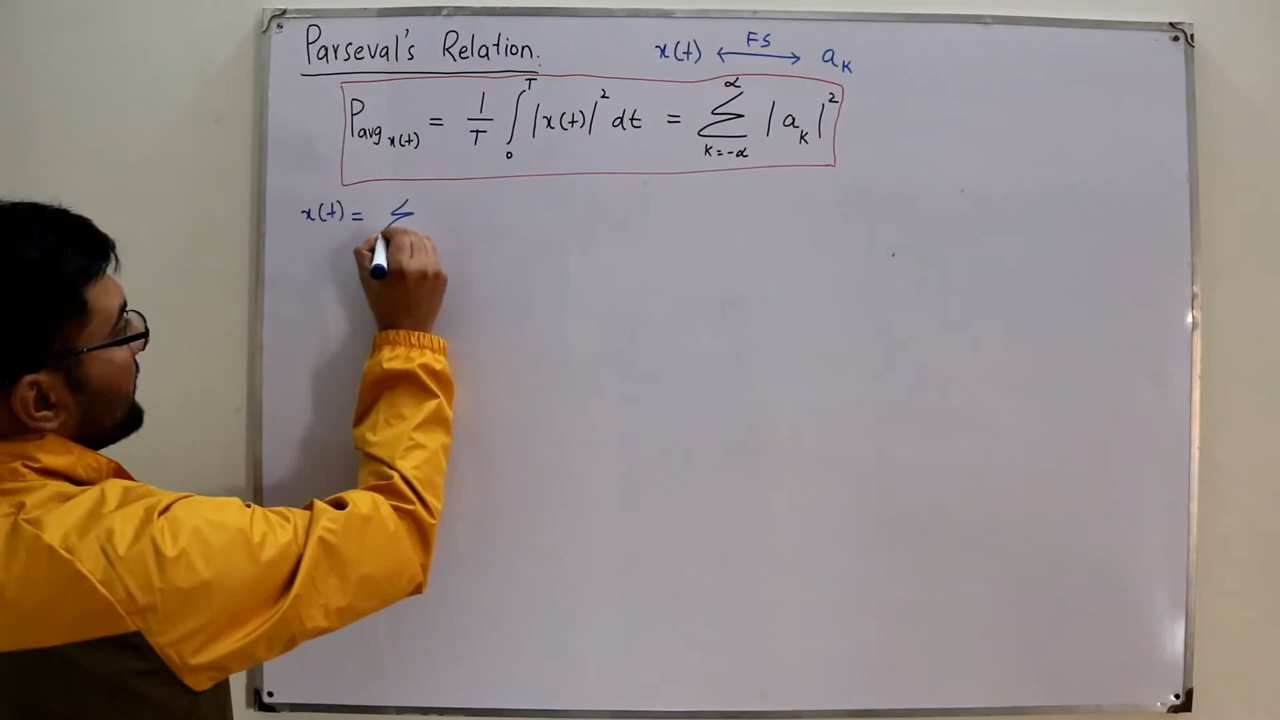 Parseval's Relation. x(t) ⟷ FS a_K
P_avg x(t) = 1/T ∫_0^T |x(t)|^2 dt = Σ_{K=-α}^{α} |a_k|^2
x(t) = Σ